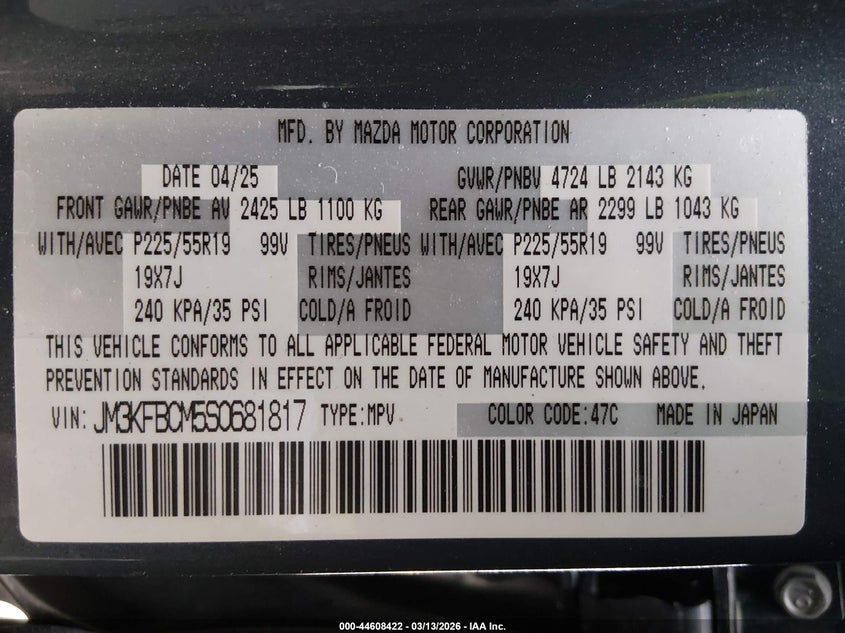 MFD. BY MAZDA MOTOR CORPORATION
DATE 04/25 GVWR/PNBV 4724 LB 2143 KG
FRONT GAWR/PNBE AV 2425 LB 1100 KG REAR GAWR/PNBE AR 2299 LB 1043 KG
WITH/AVEC P225/55R19 99V TIRES/PNEUS WITH/AVEC P225/55R19 99V TIRES/PNEUS
19X7J RIMS/JANTES 19X7J RIMS/JANTES
240 KPA/35 PSI COLD/A FROID 240 KPA/35 PSI COLD/A FROID
THIS VEHICLE CONFORMS TO ALL APPLICABLE FEDERAL MOTOR VEHICLE SAFETY AND THEFT
PREVENTION STANDARDS IN EFFECT ON THE DATE OF MANUFACTURE SHOWN ABOVE.
VIN: JM3KFBCM5S0681817 TYPE:MPV COLOR CODE:47C MADE IN JAPAN
000-44608422 - 03/13/2026 - IAA Inc.